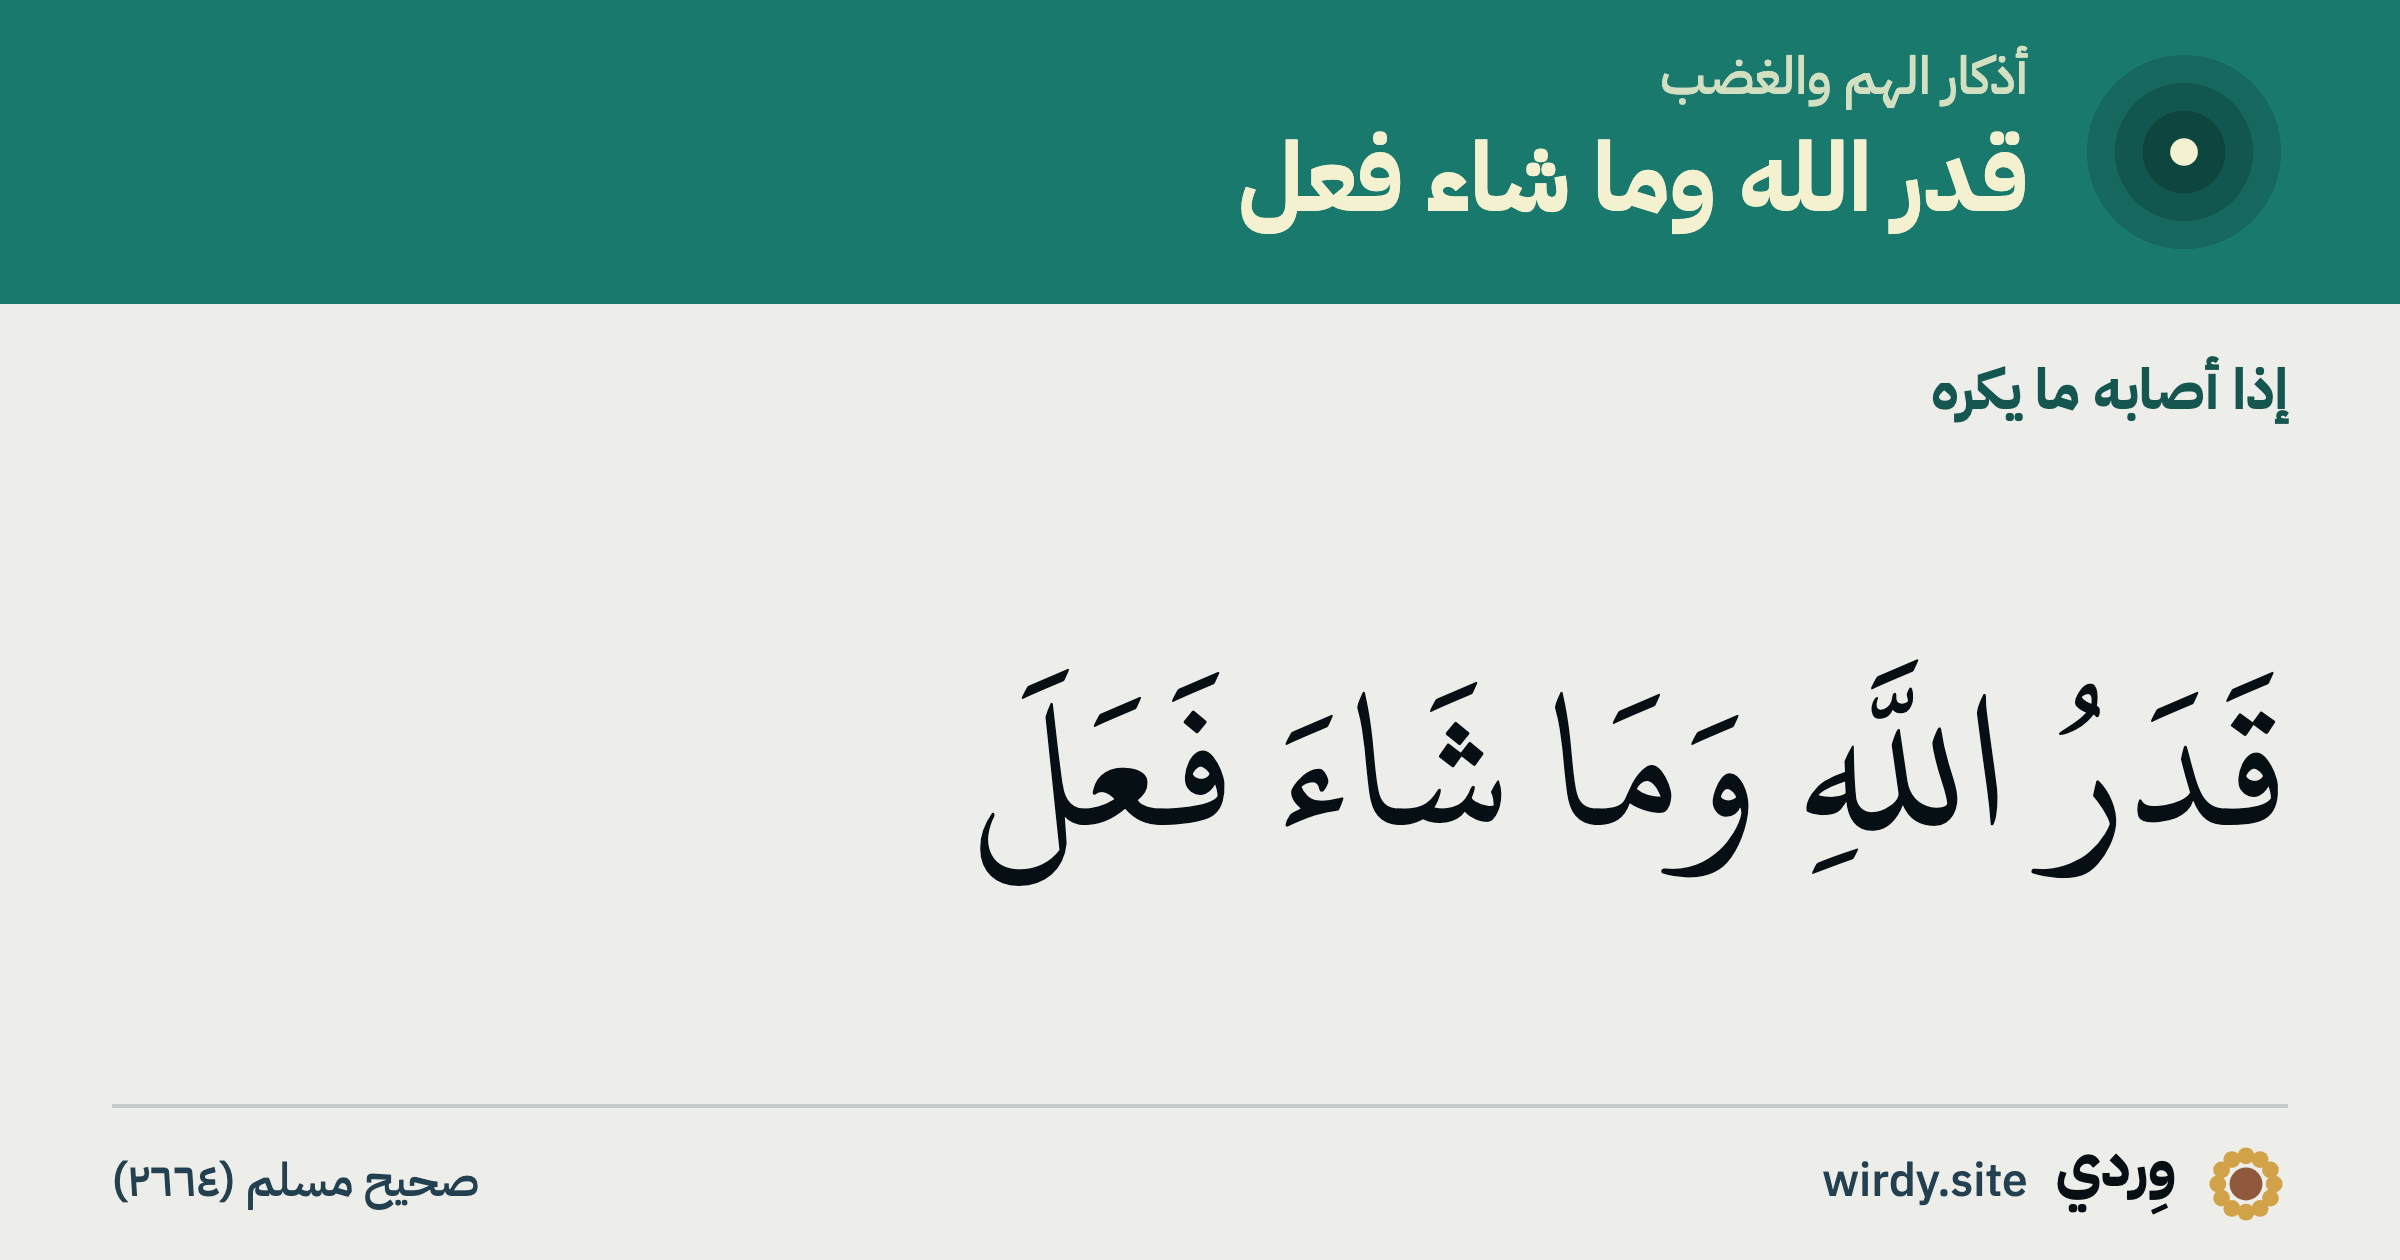 أذكار الهم والغضب
قدر الله وما شاء فعل
إذا أصابه ما يكره
قَدَرُ اللَّهِ وَمَا شَاءَ فَعَلَ
وِردي wirdy.site
صحيح مسلم (٢٦٦٤)